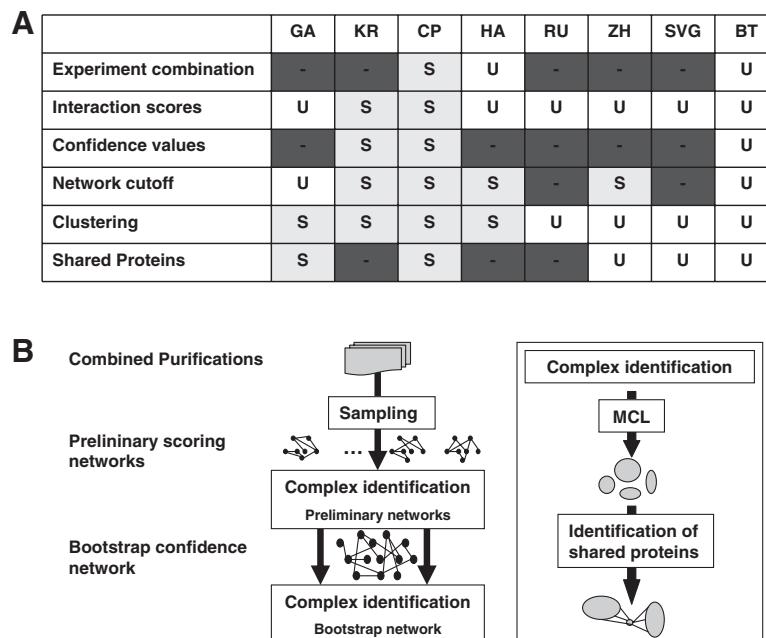 A
GA KR CP HA RU ZH SVG BT
Experiment combination - - S U - - - U
Interaction scores U S S U U U U U
Confidence values - S S - - - - U
Network cutoff U S S S - S - U
Clustering S S S S U U U U
Shared Proteins S - S - - U U U
B
Combined Purifications
Sampling
Prelininary scoring
networks
...
Complex identification
Preliminary networks
Bootstrap confidence
network
Complex identification
Bootstrap network
Complex identification
MCL
Identification of
shared proteins